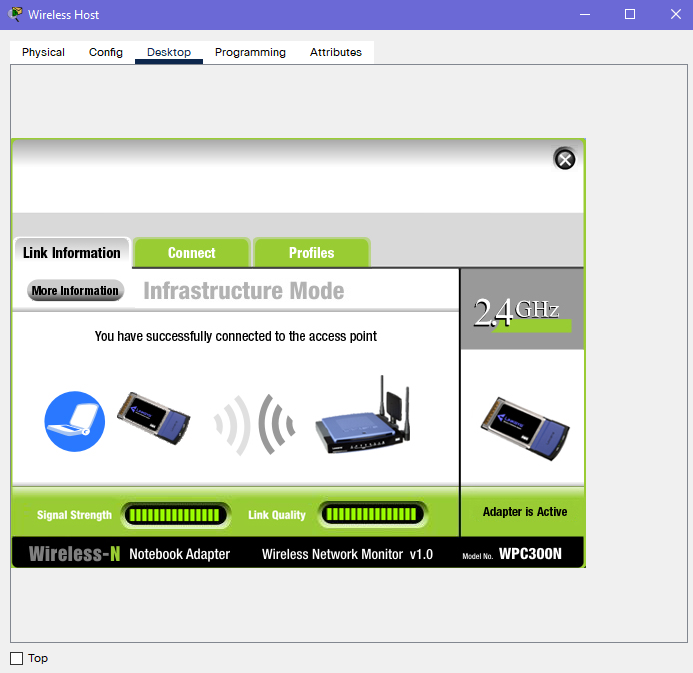 Wireless Host
Physical Config Desktop Programming Attributes
Link Information Connect Profiles
More Information Infrastructure Mode
2.4GHz
You have successfully connected to the access point
Signal Strength Link Quality Adapter is Active
Wireless-N Notebook Adapter Wireless Network Monitor v1.0 Model No. WPC300N
Top